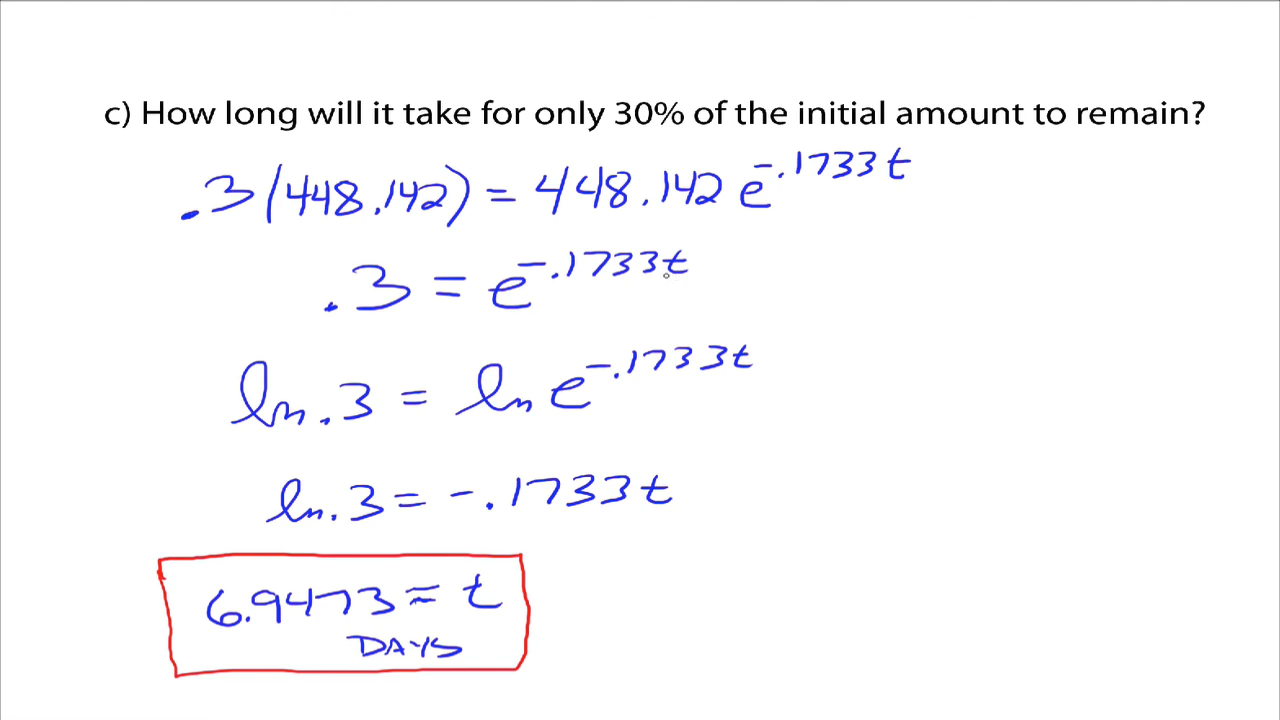 c) How long will it take for only 30% of the initial amount to remain?
.3(448.142) = 448.142 e^-.1733t
.3 = e^-.1733t
ln .3 = ln e^-.1733t
ln .3 = -.1733t
6.9473 ≈ t
DAYS